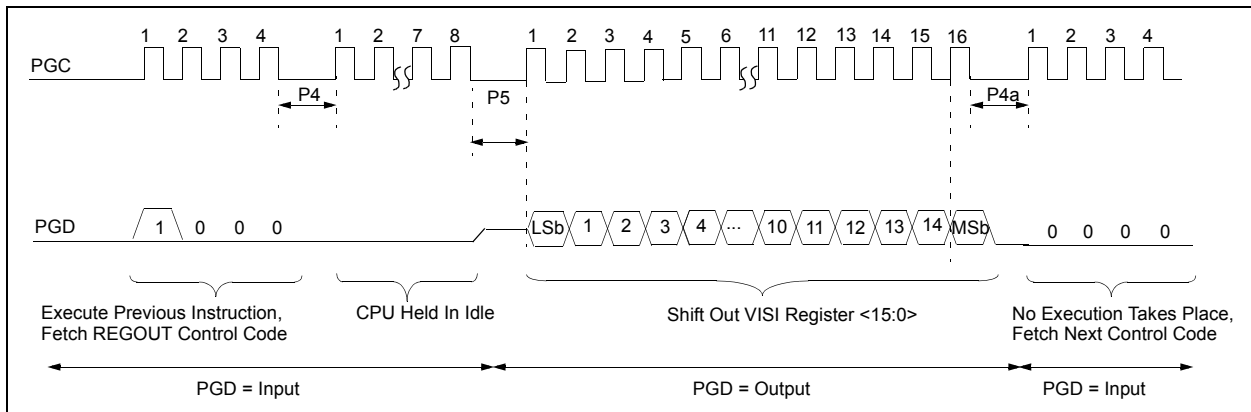 1 2 3 4 1 2 7 8 1 2 3 4 5 6 11 12 13 14 15 16 1 2 3 4
PGC
P4 P5 P4a
PGD
1 0 0 0 LSb 1 2 3 4 ... 10 11 12 13 14 MSb 0 0 0 0
Execute Previous Instruction,
Fetch REGOUT Control Code
CPU Held In Idle
Shift Out VISI Register <15:0>
No Execution Takes Place,
Fetch Next Control Code
PGD = Input
PGD = Output
PGD = Input